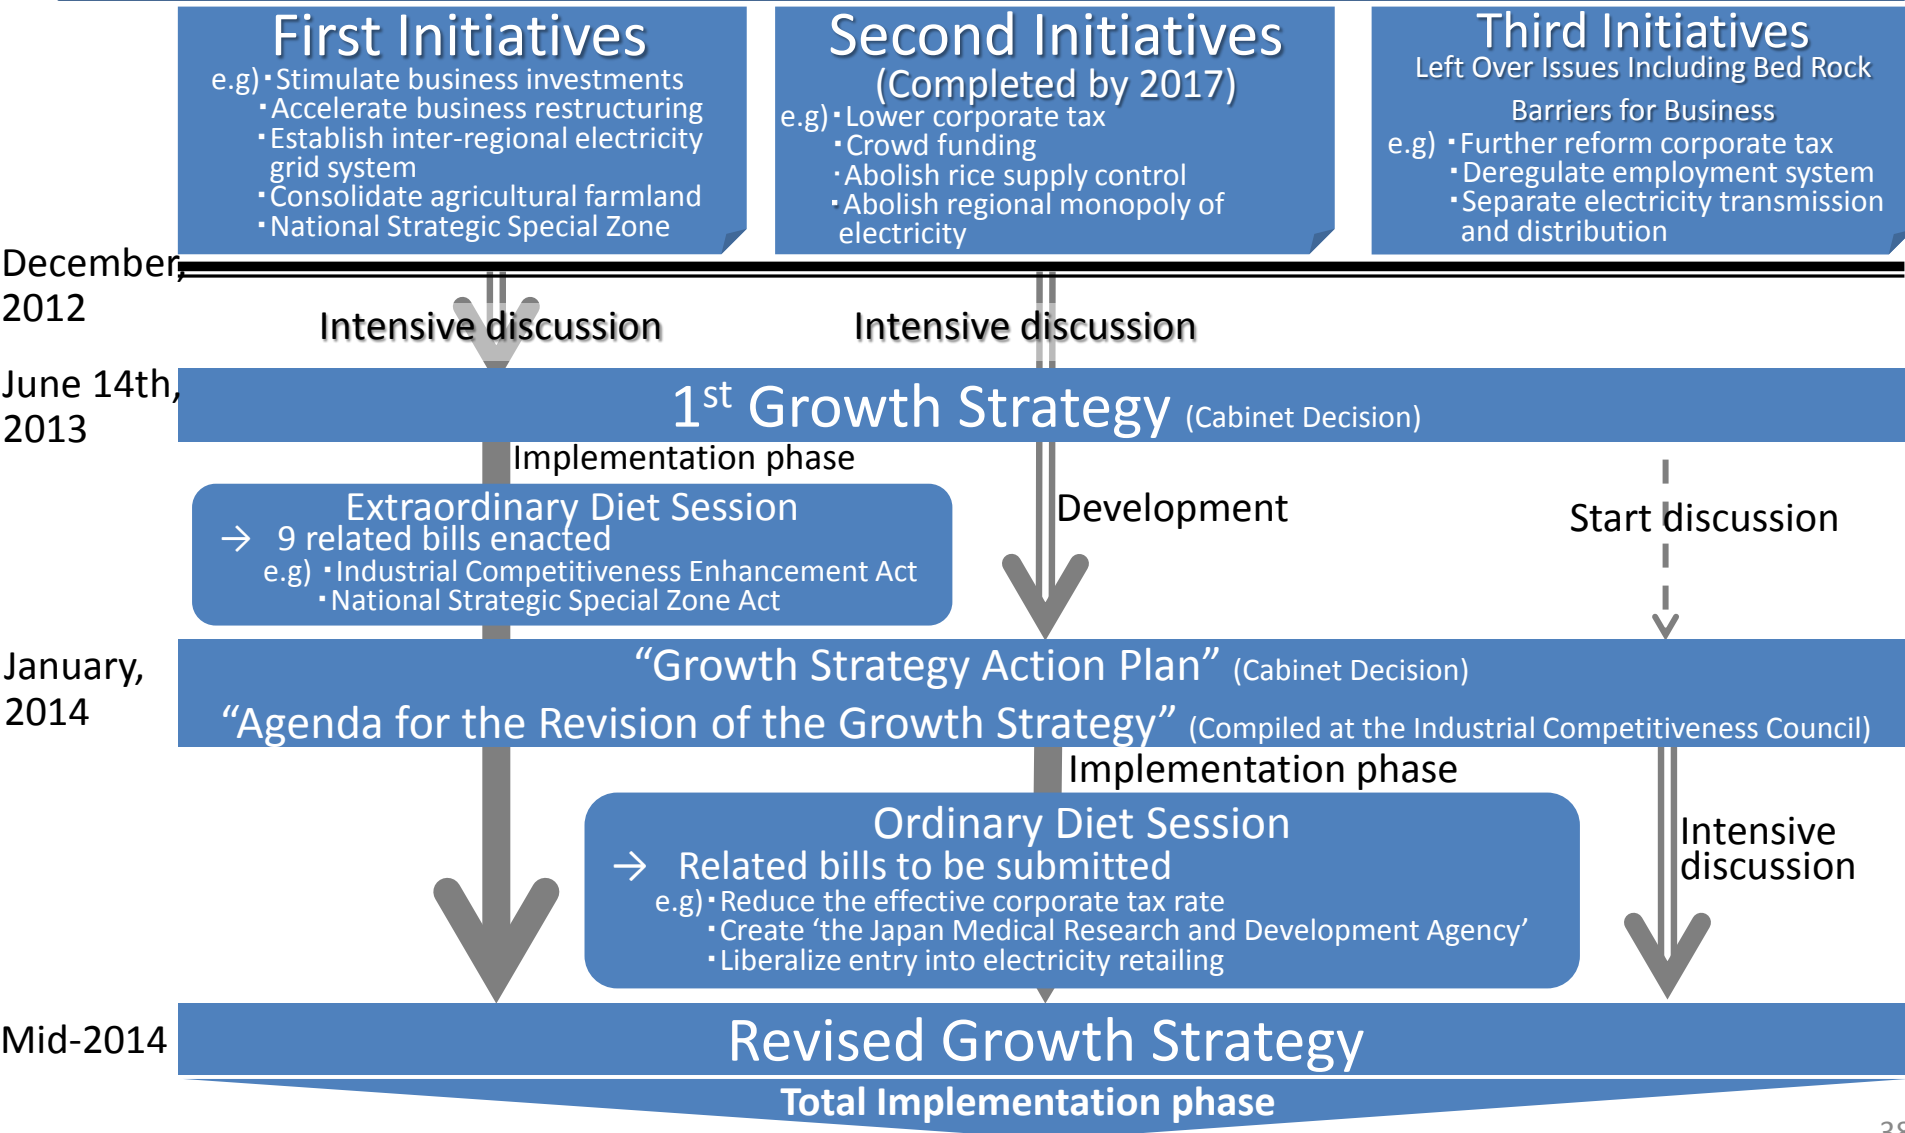 First Initiatives
e.g)▪Stimulate business investments
▪Accelerate business restructuring
▪Establish inter-regional electricity
grid system
▪Consolidate agricultural farmland
▪National Strategic Special Zone
Second Initiatives
(Completed by 2017)
e.g)▪Lower corporate tax
▪Crowd funding
▪Abolish rice supply control
▪Abolish regional monopoly of
electricity
Third Initiatives
Left Over Issues Including Bed Rock
Barriers for Business
e.g) ▪Further reform corporate tax
▪Deregulate employment system
▪Separate electricity transmission
and distribution
December,
2012
Intensive discussion
Intensive discussion
June 14th,
2013
1st Growth Strategy (Cabinet Decision)
Implementation phase
Extraordinary Diet Session
→ 9 related bills enacted
e.g) ▪Industrial Competitiveness Enhancement Act
▪National Strategic Special Zone Act
Development
Start discussion
January,
2014
“Growth Strategy Action Plan” (Cabinet Decision)
“Agenda for the Revision of the Growth Strategy” (Compiled at the Industrial Competitiveness Council)
Implementation phase
Ordinary Diet Session
→ Related bills to be submitted
e.g)▪Reduce the effective corporate tax rate
▪Create ‘the Japan Medical Research and Development Agency’
▪Liberalize entry into electricity retailing
Intensive
discussion
Mid-2014
Revised Growth Strategy
Total Implementation phase
38